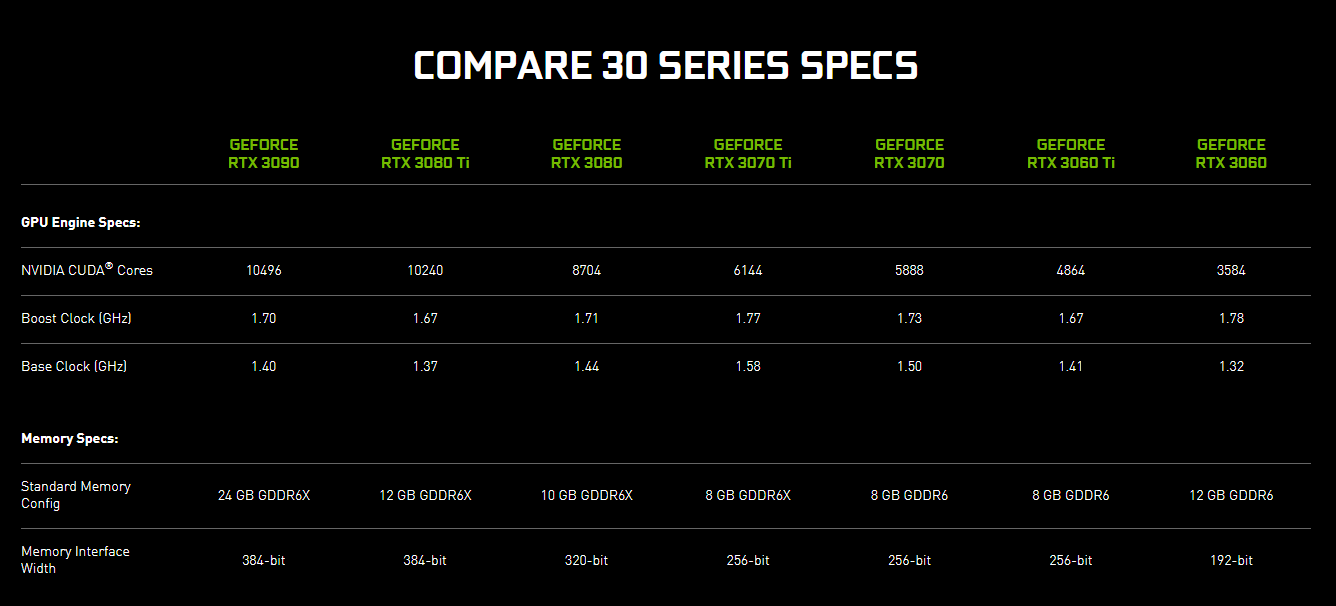 COMPARE 30 SERIES SPECS
GEFORCE RTX 3090 GEFORCE RTX 3080 Ti GEFORCE RTX 3080 GEFORCE RTX 3070 Ti GEFORCE RTX 3070 GEFORCE RTX 3060 Ti GEFORCE RTX 3060
GPU Engine Specs:
NVIDIA CUDA® Cores 10496 10240 8704 6144 5888 4864 3584
Boost Clock (GHz) 1.70 1.67 1.71 1.77 1.73 1.67 1.78
Base Clock (GHz) 1.40 1.37 1.44 1.58 1.50 1.41 1.32
Memory Specs:
Standard Memory Config 24 GB GDDR6X 12 GB GDDR6X 10 GB GDDR6X 8 GB GDDR6X 8 GB GDDR6 8 GB GDDR6 12 GB GDDR6
Memory Interface Width 384-bit 384-bit 320-bit 256-bit 256-bit 256-bit 192-bit